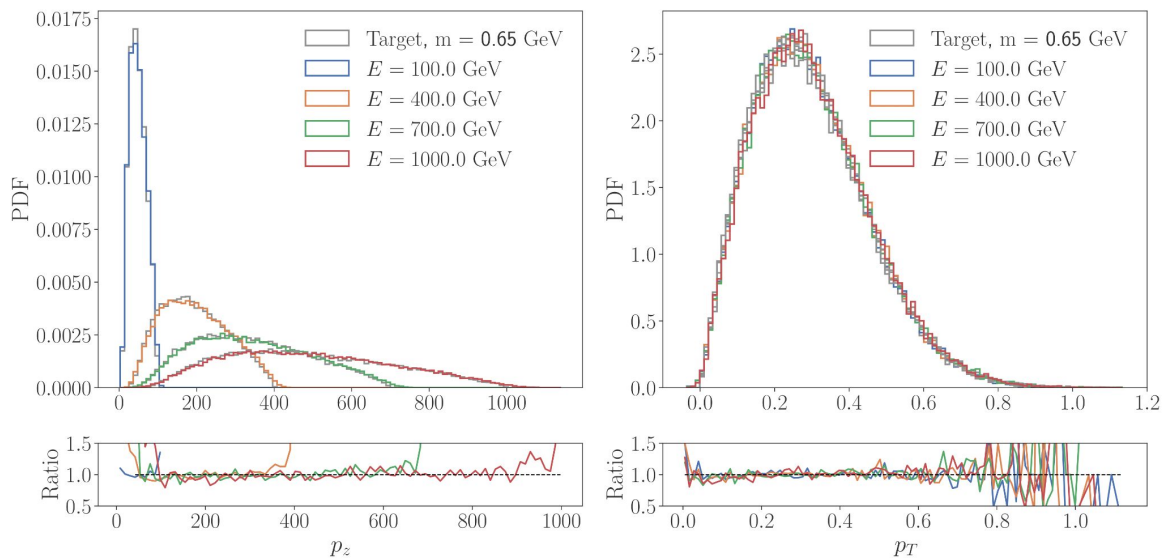 0.0175
0.0150
0.0125
0.0100
0.0075
0.0050
0.0025
0.0000
PDF
0 200 400 600 800 1000
Target, m = 0.65 GeV
E = 100.0 GeV
E = 400.0 GeV
E = 700.0 GeV
E = 1000.0 GeV
1.5
1.0
0.5
Ratio
0 200 400 600 800 1000
p_z
2.5
2.0
1.5
1.0
0.5
0.0
PDF
0.0 0.2 0.4 0.6 0.8 1.0 1.2
Target, m = 0.65 GeV
E = 100.0 GeV
E = 400.0 GeV
E = 700.0 GeV
E = 1000.0 GeV
1.5
1.0
0.5
Ratio
0.0 0.2 0.4 0.6 0.8 1.0
p_T